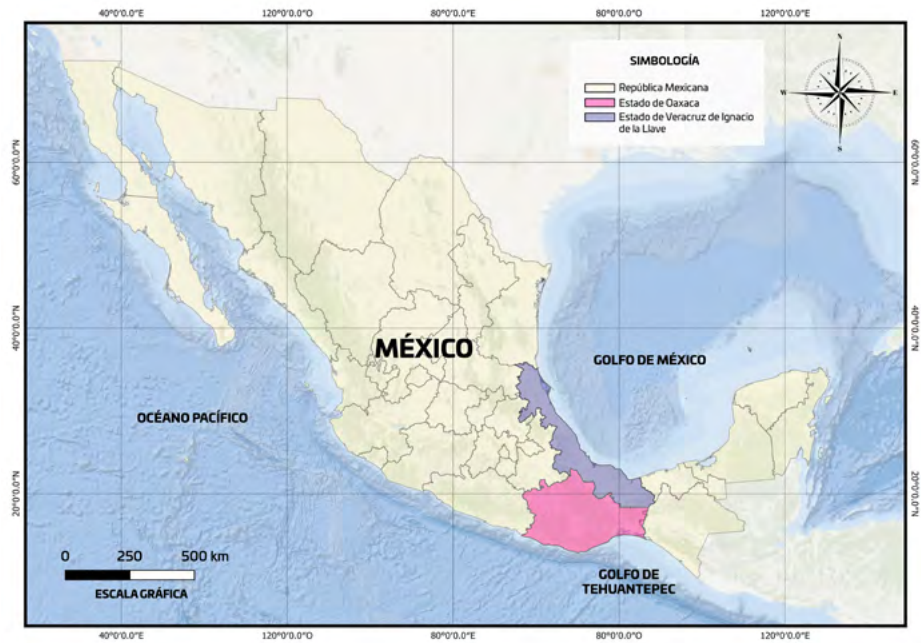 40°0'0.0"E
120°0'0.0"W
80°0'0.0"W
80°0'0.0"E
120°0'0.0"E
SIMBOLOGÍA
República Mexicana
Estado de Oaxaca
Estado de Veracruz de Ignacio
de la Llave
N
W
E
S
60°0'0.0"N
60°0'0.0"N
40°0'0.0"N
40°0'0.0"N
MÉXICO
GOLFO DE MÉXICO
OCÉANO PACÍFICO
20°0'0.0"N
20°0'0.0"N
0 250 500 km
ESCALA GRÁFICA
GOLFO DE
TEHUANTEPEC
40°0'0.0"E
120°0'0.0"W
80°0'0.0"W
80°0'0.0"E
120°0'0.0"E